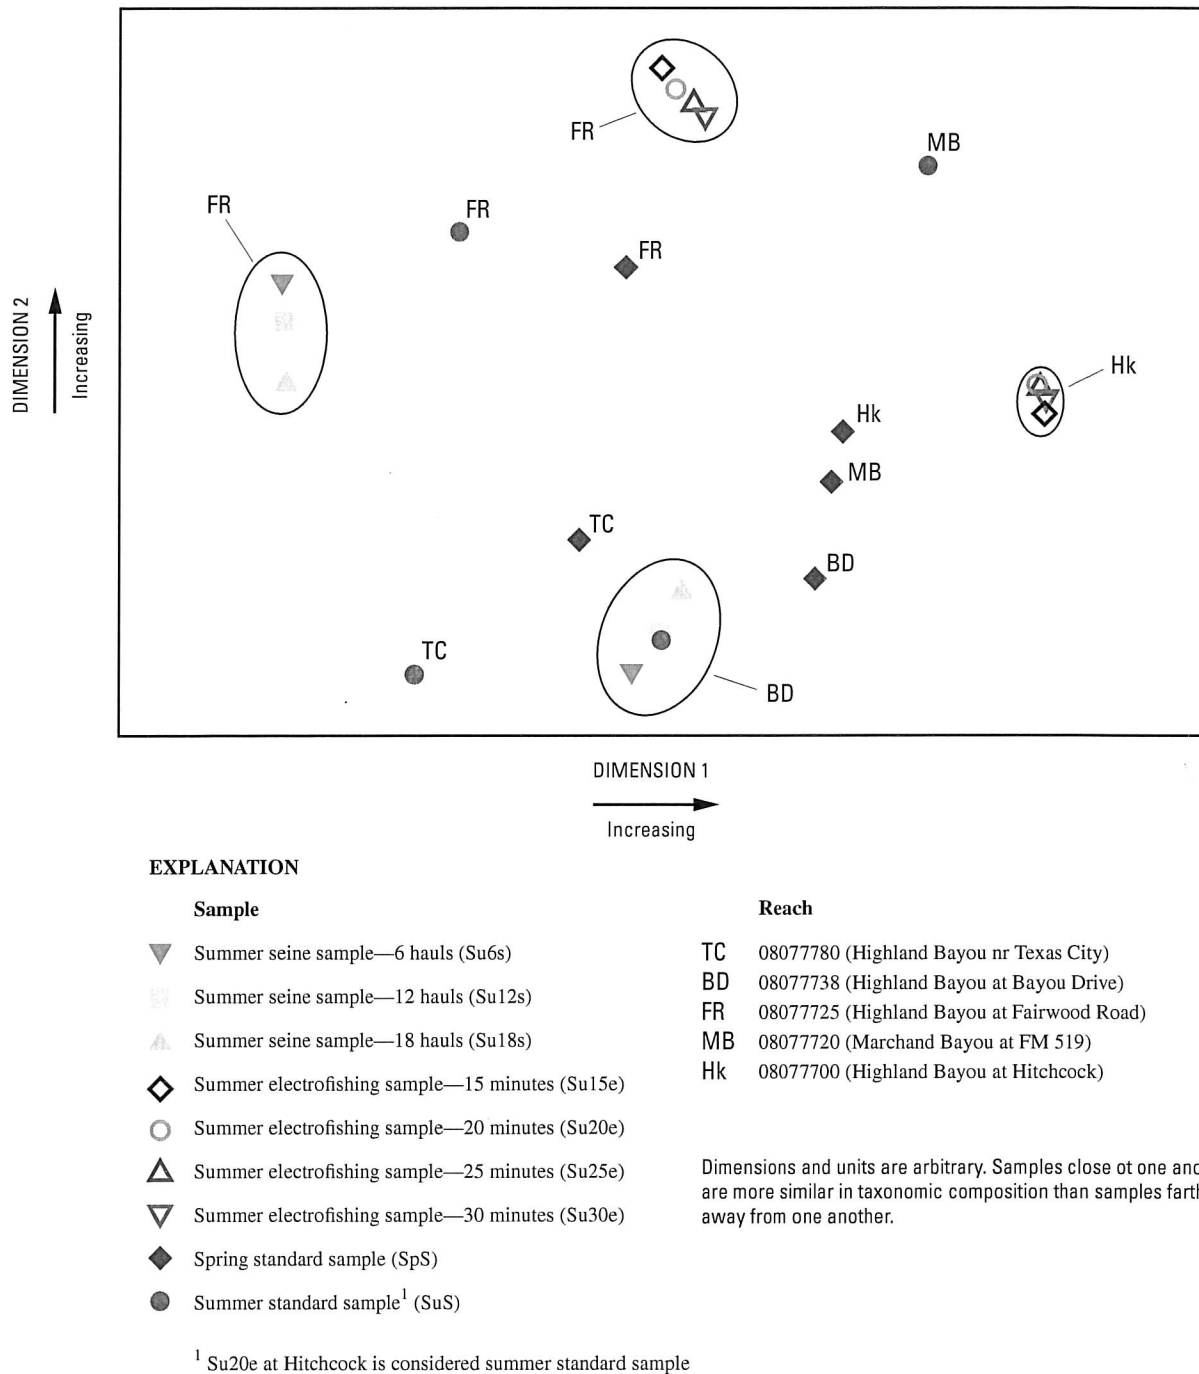 FR
MB
FR
FR
FR
DIMENSION 2
Increasing
Hk
Hk
MB
TC
BD
TC
BD
DIMENSION 1
Increasing
EXPLANATION
Sample
Summer seine sample—6 hauls (Su6s)
Summer seine sample—12 hauls (Su12s)
Summer seine sample—18 hauls (Su18s)
Summer electrofishing sample—15 minutes (Su15e)
Summer electrofishing sample—20 minutes (Su20e)
Summer electrofishing sample—25 minutes (Su25e)
Summer electrofishing sample—30 minutes (Su30e)
Spring standard sample (SpS)
Summer standard sample1 (SuS)
1 Su20e at Hitchcock is considered summer standard sample
Reach
TC 08077780 (Highland Bayou nr Texas City)
BD 08077738 (Highland Bayou at Bayou Drive)
FR 08077725 (Highland Bayou at Fairwood Road)
MB 08077720 (Marchand Bayou at FM 519)
Hk 08077700 (Highland Bayou at Hitchcock)
Dimensions and units are arbitrary. Samples close ot one
are more similar in taxonomic composition than samples
away from one another.